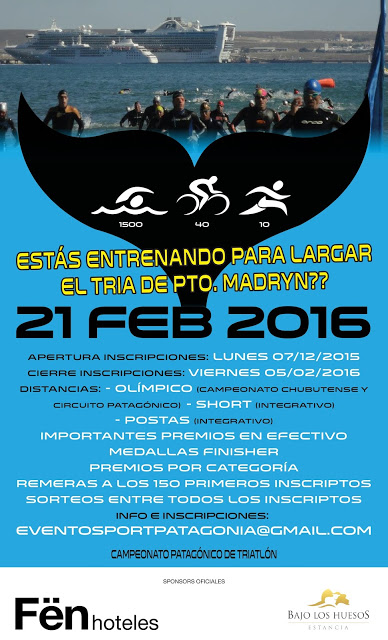 1500
40
10
ESTÁS ENTRENANDO PARA LARGAR
EL TRIA DE PTO. MADRYN??
21 FEB 2016
APERTURA INSCRIPCIONES: LUNES 07/12/2015
CIERRE INSCRIPCIONES: VIERNES 05/02/2016
DISTANCIAS: - OLÍMPICO (CAMPEONATO CHUBUTENSE Y
CIRCUITO PATAGÓNICO) - SHORT (INTEGRATIVO)
- POSTAS (INTEGRATIVO)
IMPORTANTES PREMIOS EN EFECTIVO
MEDALLAS FINISHER
PREMIOS POR CATEGORÍA
REMERAS A LOS 150 PRIMEROS INSCRIPTOS
SORTEOS ENTRE TODOS LOS INSCRIPTOS
INFO E INSCRIPCIONES:
EVENTOSPORTPATAGONIA@GMAIL.COM
CAMPEONATO PATAGÓNICO DE TRIATLÓN
SPONSORS OFICIALES
Fën hoteles
BAJO LOS HUESOS
ESTANCIA